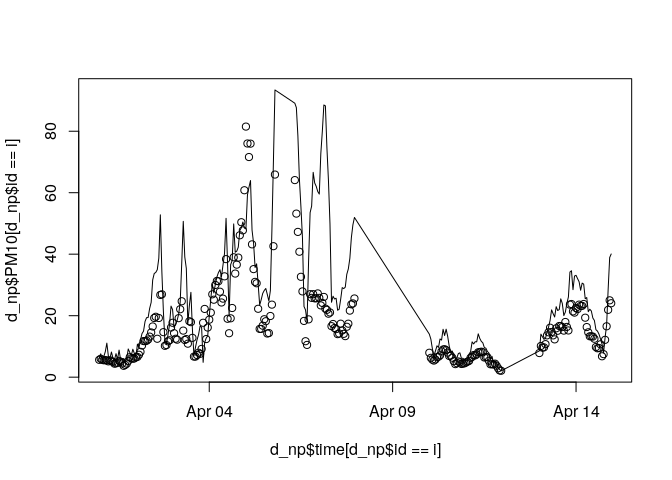 d_np$PM10[d_np$id == i]
80
60
40
20
0
Apr 04
Apr 09
Apr 14
d_np$time[d_np$id == i]